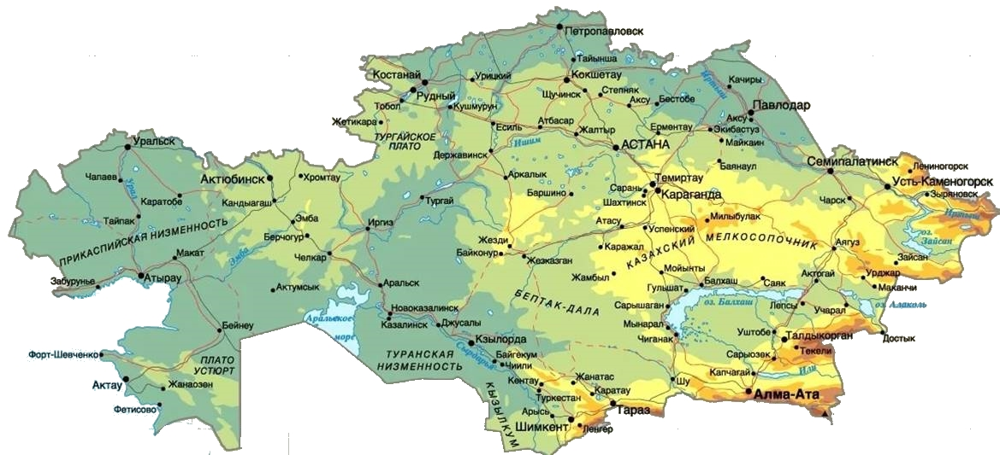 Петропавловск
Тайынша
Костанай
Урицкий
Кокшетау
Рудный
Щучинск
Степняк
Иртыш
Качиры
Тобол
Кушмурун
Аксу
Бестобе
Павлодар
Аксу
Жетикара
ТУРГАЙСКОЕ
ПЛАТО
Есиль
Атбасар
Жалтыр
Ерментау
Экибастуз
Майкаин
Ишим
Державинск
АСТАНА
Баянаул
Семипалатинск
Лениногорск
Усть-Каменогорск
Зыряновск
Уральск
Чапаев
Урал
Каратобе
Тайпак
Актюбинск
Хромтау
Кандыагаш
Аркалык
Баршино
Темиртау
Сарань
Караганда
Шахтинск
Чарск
Тургай
Иргиз
Эмба
Берчогур
Челкар
ПРИКАСПИЙСКАЯ НИЗМЕННОСТЬ
Макат
Эмба
Атырау
Забурунье
Актумсык
Аральск
Жезди
Байконур
Жезказган
Атасу
Успенский
Милыбулак
Каражал
КАЗАХСКИЙ МЕЛКОСОПОЧНИК
Иртыш
оз.
Зайсан
Аягуз
Зайсан
Жамбыл
Мойынты
Гульшат
Балхаш
Саяк
Актогай
Урджар
Маканчи
БЕТПАК-ДАЛА
Сарышаган
оз. Балхаш
Лепсы
Учарал
оз. Алаколь
Мынарал
Чиганак
Уштобе
Талдыкорган
Достык
Текели
Сарыозек
Капчагай
Или
Алма-Ата
Аральское
море
Новоказалинск
Казалинск
Джусалы
Бейнеу
Форт-Шевченко
ПЛАТО
УСТЮРТ
Актау
Жанаозен
Фетисово
ТУРАНСКАЯ
НИЗМЕННОСТЬ
Кзылорда
Сырдарья
Байгекум
Чиили
КЫЗЫЛКУМ
Кентау
Туркестан
Жанатас
Каратау
Шу
Арысь
Шимкент
Ленгер
Тараз